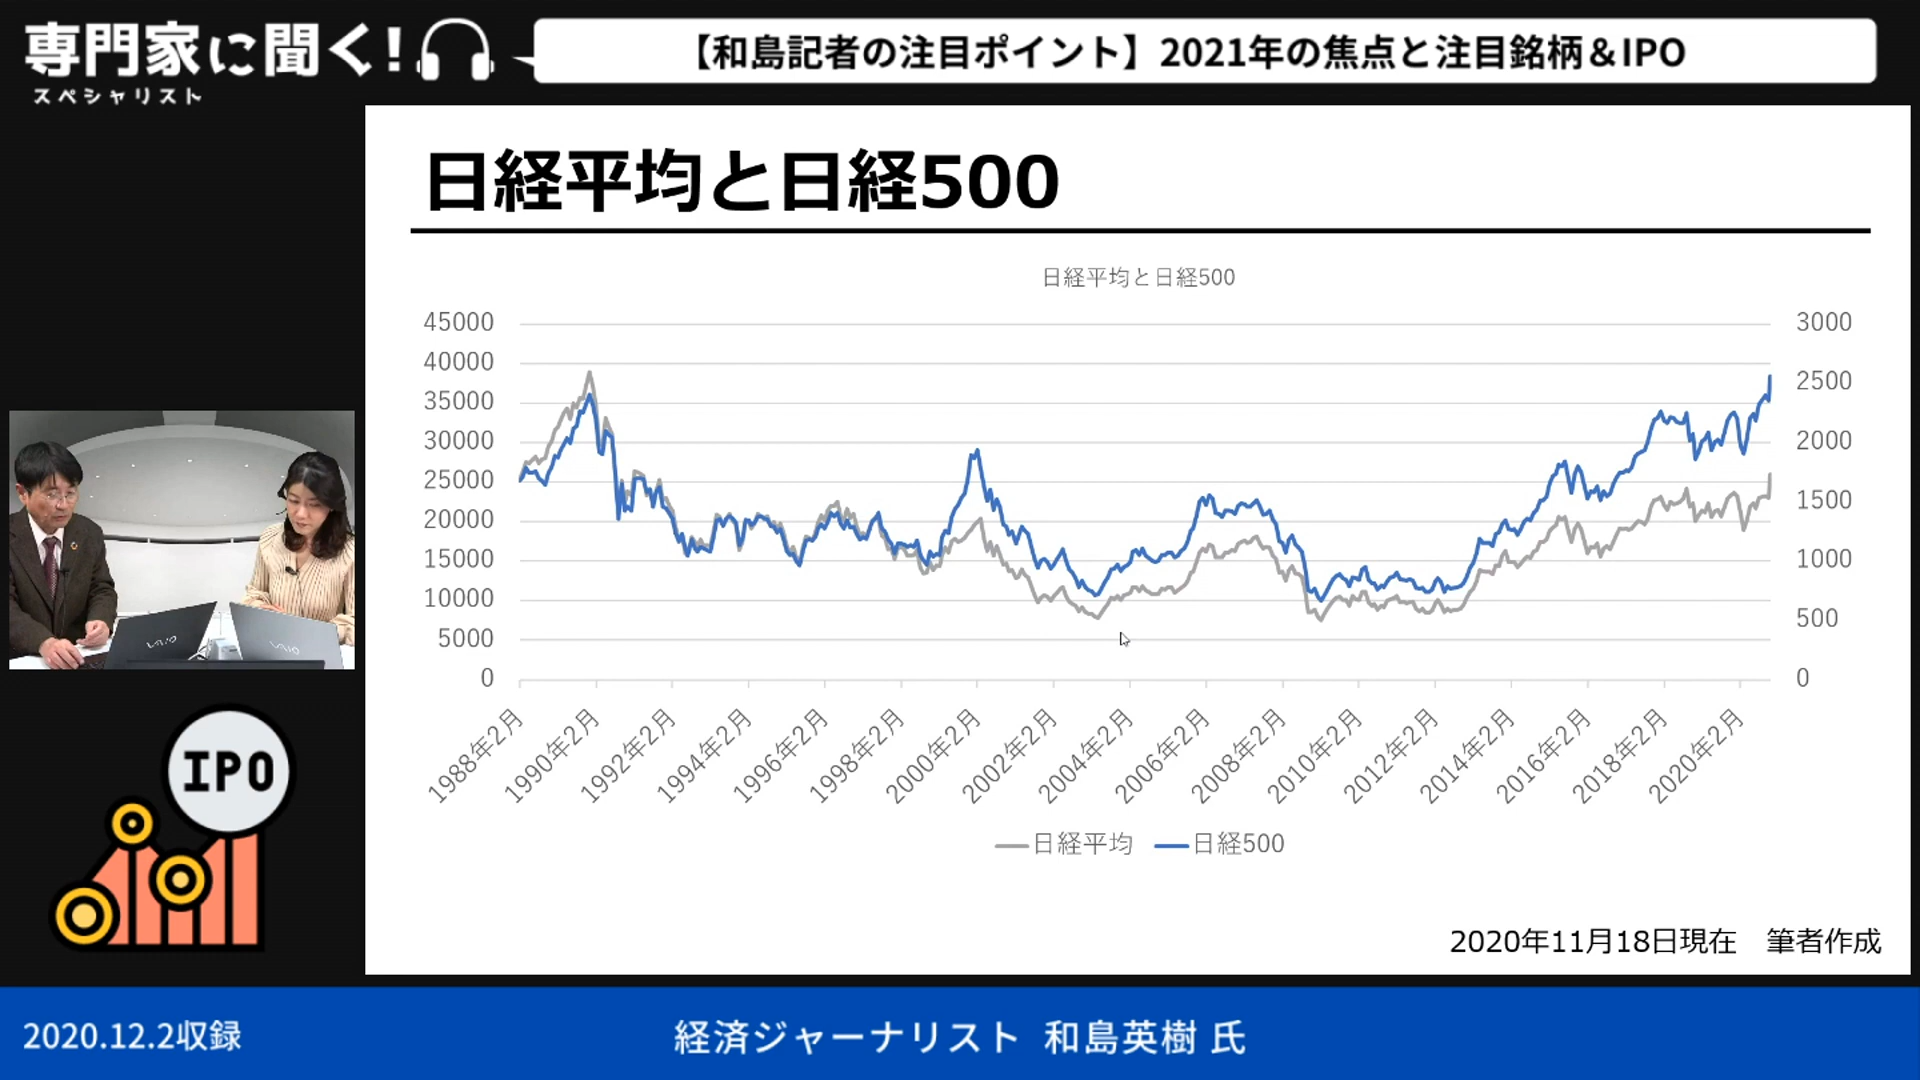 専門家に聞く!
スペシャリスト
【和島記者の注目ポイント】2021年の焦点と注目銘柄＆IPO
日経平均と日経500
日経平均と日経500
45000
40000
35000
30000
25000
20000
15000
10000
5000
0
3000
2500
2000
1500
1000
500
0
1988年2月
1990年2月
1992年2月
1994年2月
1996年2月
1998年2月
2000年2月
2002年2月
2004年2月
2006年2月
2008年2月
2010年2月
2012年2月
2014年2月
2016年2月
2018年2月
2020年2月
日経平均 日経500
2020年11月18日現在　筆者作成
VAIO
VAIO
IPO
2020.12.2収録
経済ジャーナリスト 和島英樹 氏